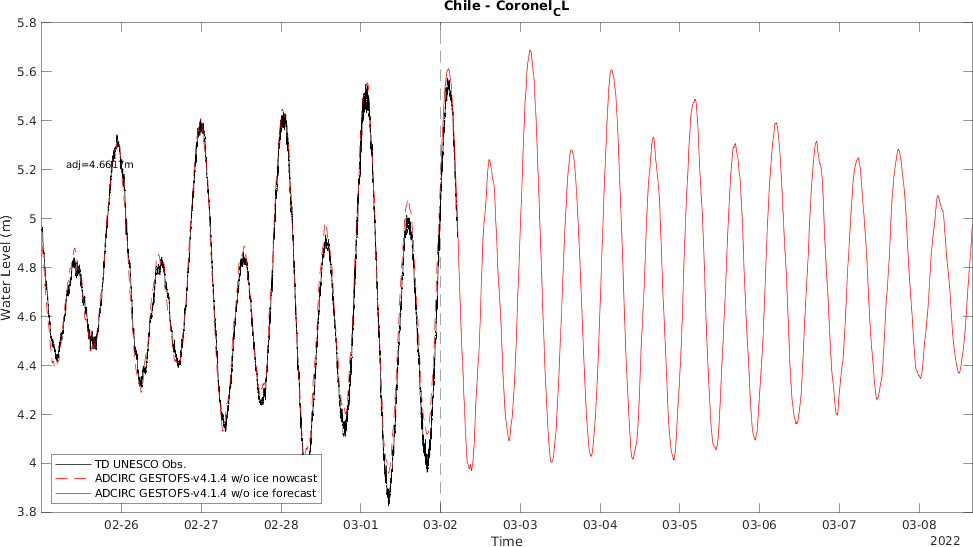 Chile - Coronel_CL
5.8
5.6
5.4
5.2
5
4.8
4.6
4.4
4.2
4
3.8
Water Level (m)
adj=4.6617m
TD UNESCO Obs.
ADCIRC GESTOFS-v4.1.4 w/o ice nowcast
ADCIRC GESTOFS-v4.1.4 w/o ice forecast
02-26 02-27 02-28 03-01 03-02 03-03 03-04 03-05 03-06 03-07 03-08
Time
2022